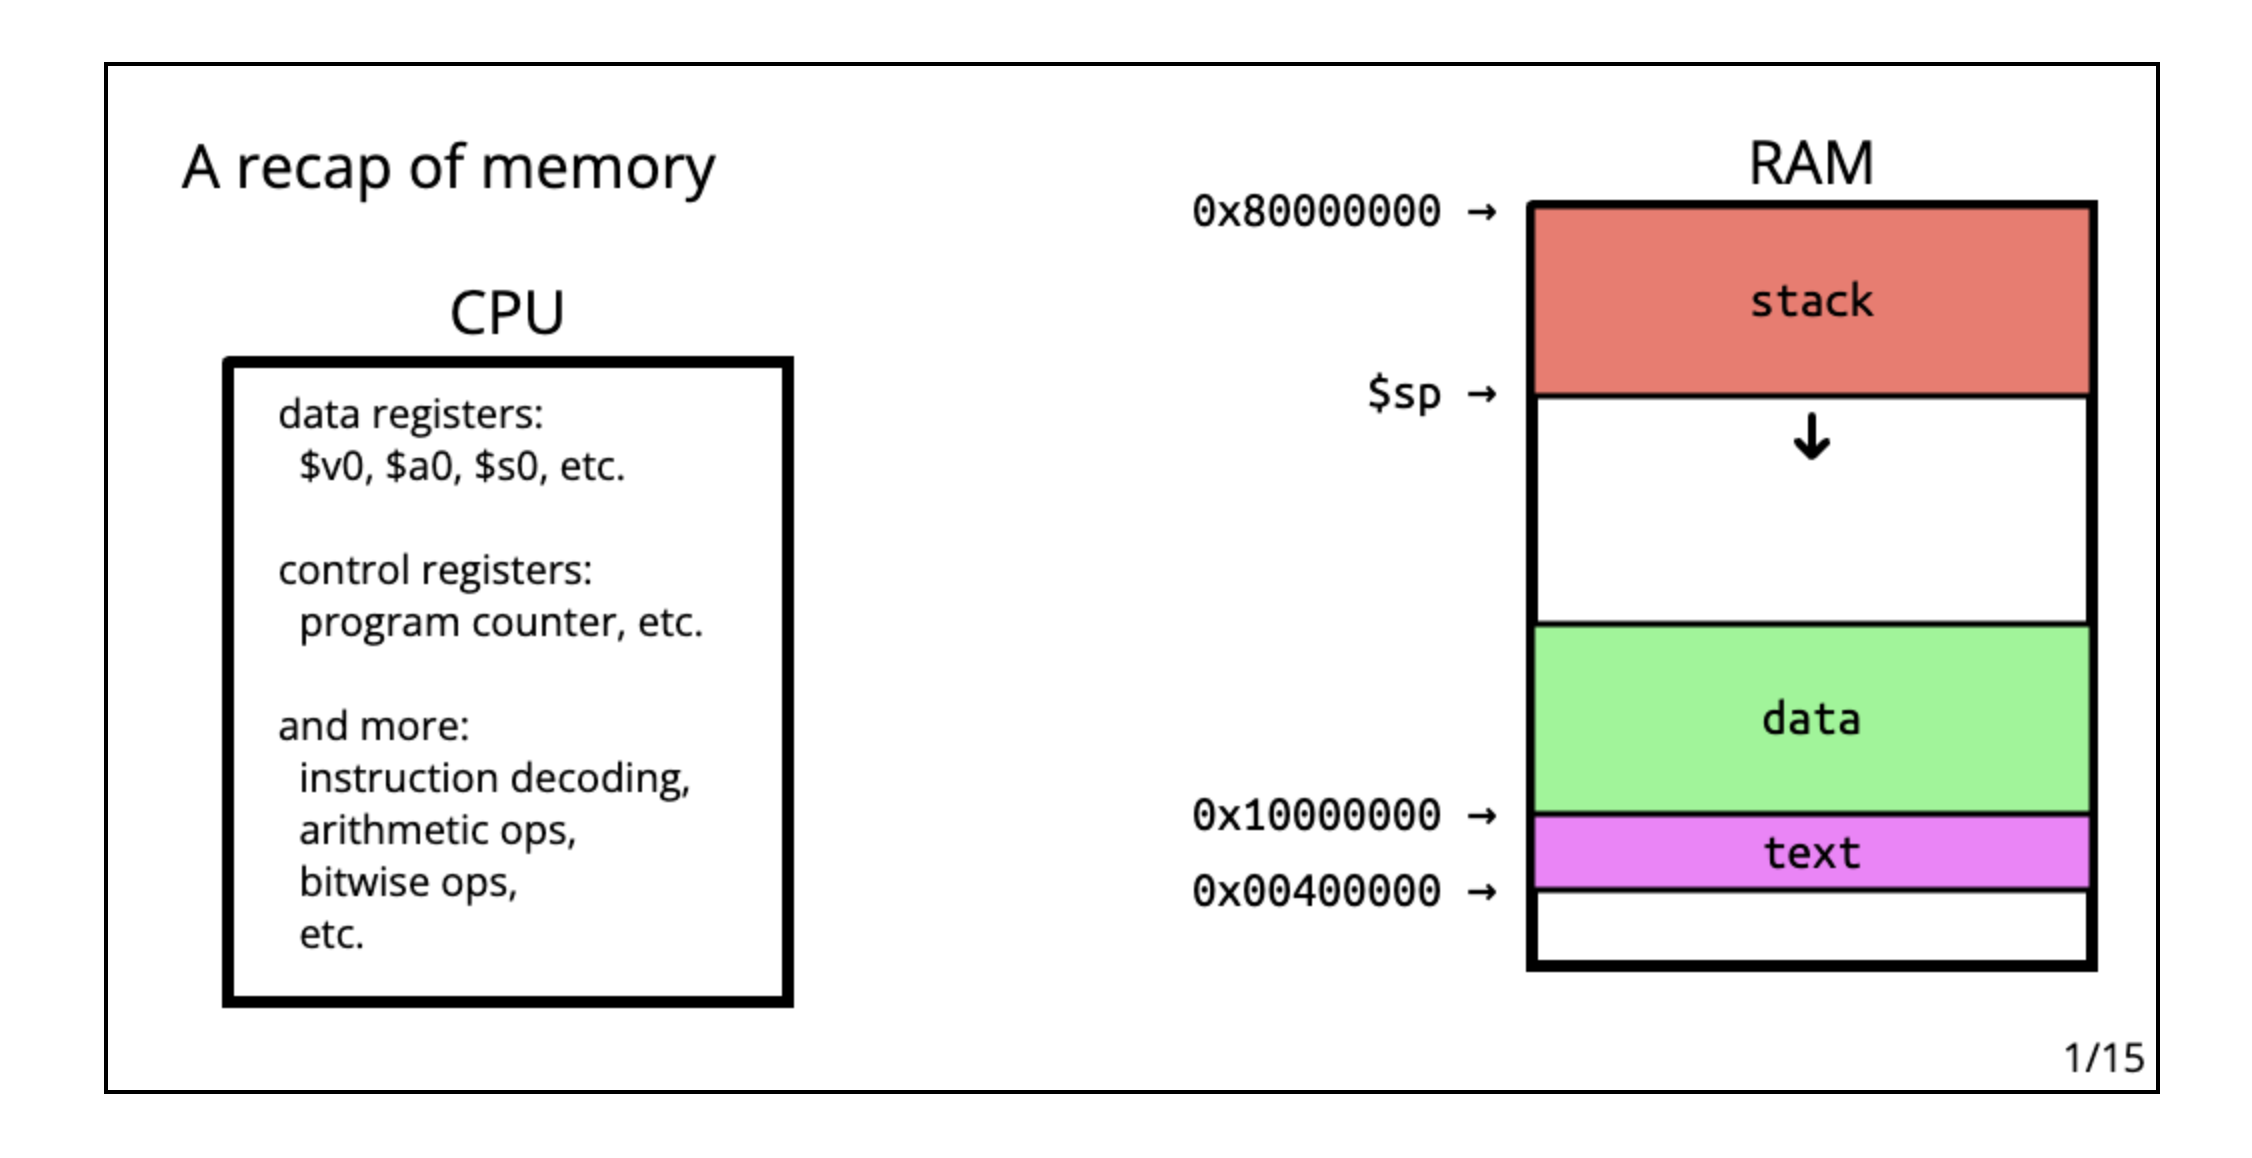 A recap of memory
CPU
data registers:
$v0, $a0, $s0, etc.
control registers:
program counter, etc.
and more:
instruction decoding,
arithmetic ops,
bitwise ops,
etc.
RAM
0x80000000 →
stack
$sp →
↓
data
0x10000000 →
text
0x00400000 →
1/15